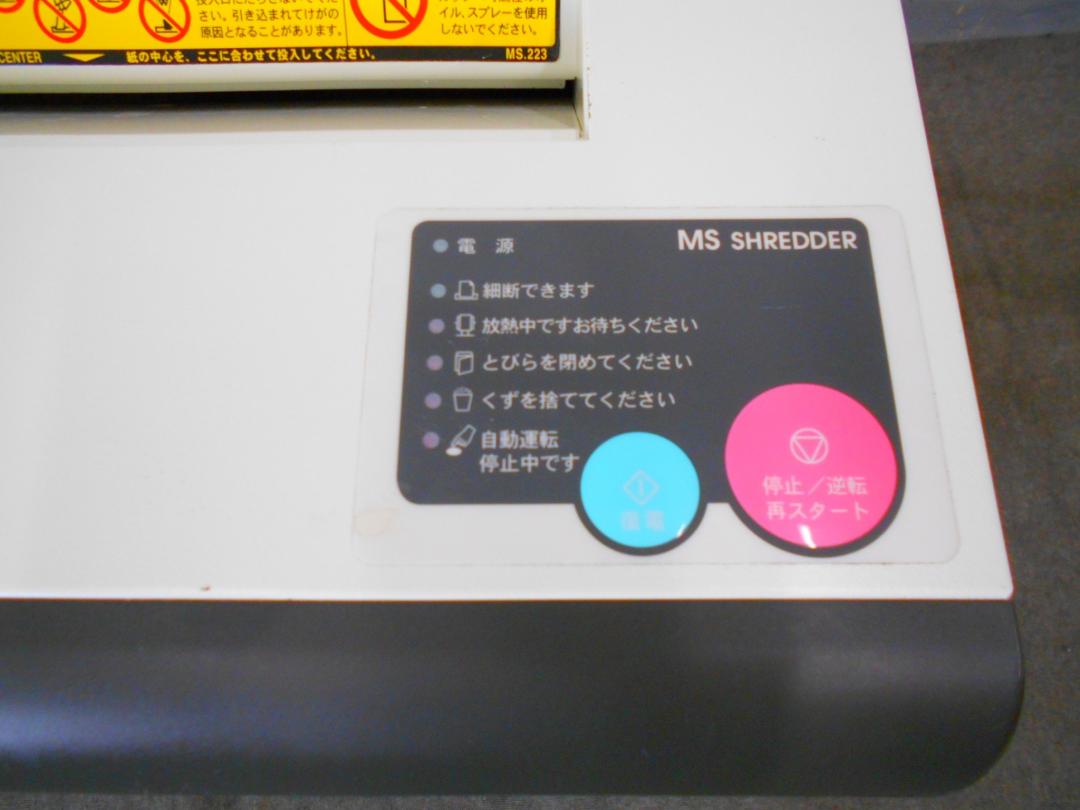 さい。引き込まれてけがの
原因となることがあります。
イル、スプレーを使用
しないでください。
CENTER
紙の中心を、ここに合わせて投入してください。
MS.223
MS SHREDDER
電 源
細断できます
放熱中ですお待ちください
とびらを閉めてください
くずを捨ててください
自動運転
停止中です
停止／逆転
再スタート